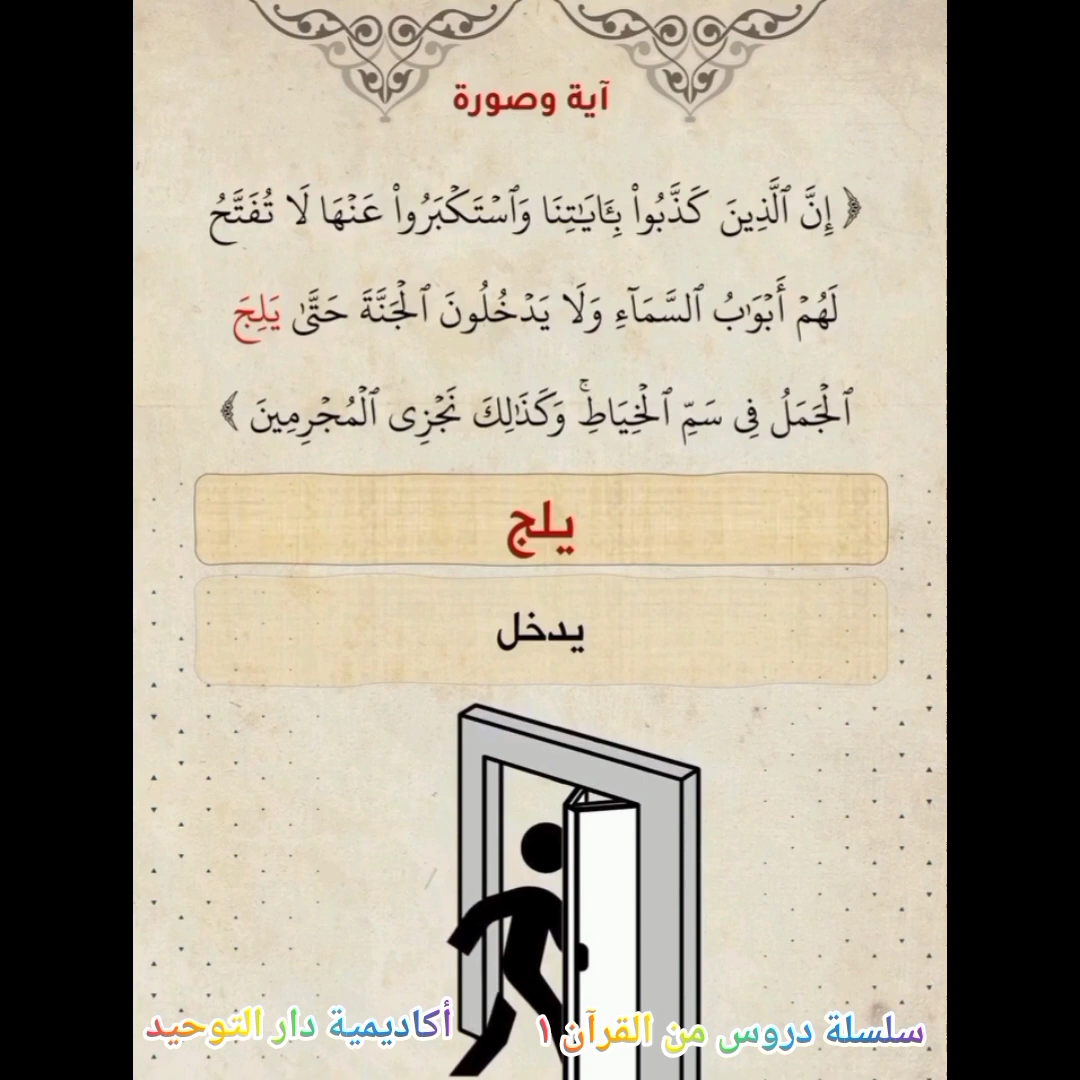 آية وصورة
﴿ إِنَّ ٱلَّذِينَ كَذَّبُوا۟ بِـَٔايَـٰتِنَا وَٱسْتَكْبَرُوا۟ عَنْهَا لَا تُفَتَّحُ
لَهُمْ أَبْوَٰبُ ٱلسَّمَآءِ وَلَا يَدْخُلُونَ ٱلْجَنَّةَ حَتَّىٰ يَلِجَ
ٱلْجَمَلُ فِى سَمِّ ٱلْخِيَاطِ ۚ وَكَذَٰلِكَ نَجْزِى ٱلْمُجْرِمِينَ ﴾
يلج
يدخل
سلسلة دروس من القرآن ١ أكاديمية دار التوحيد